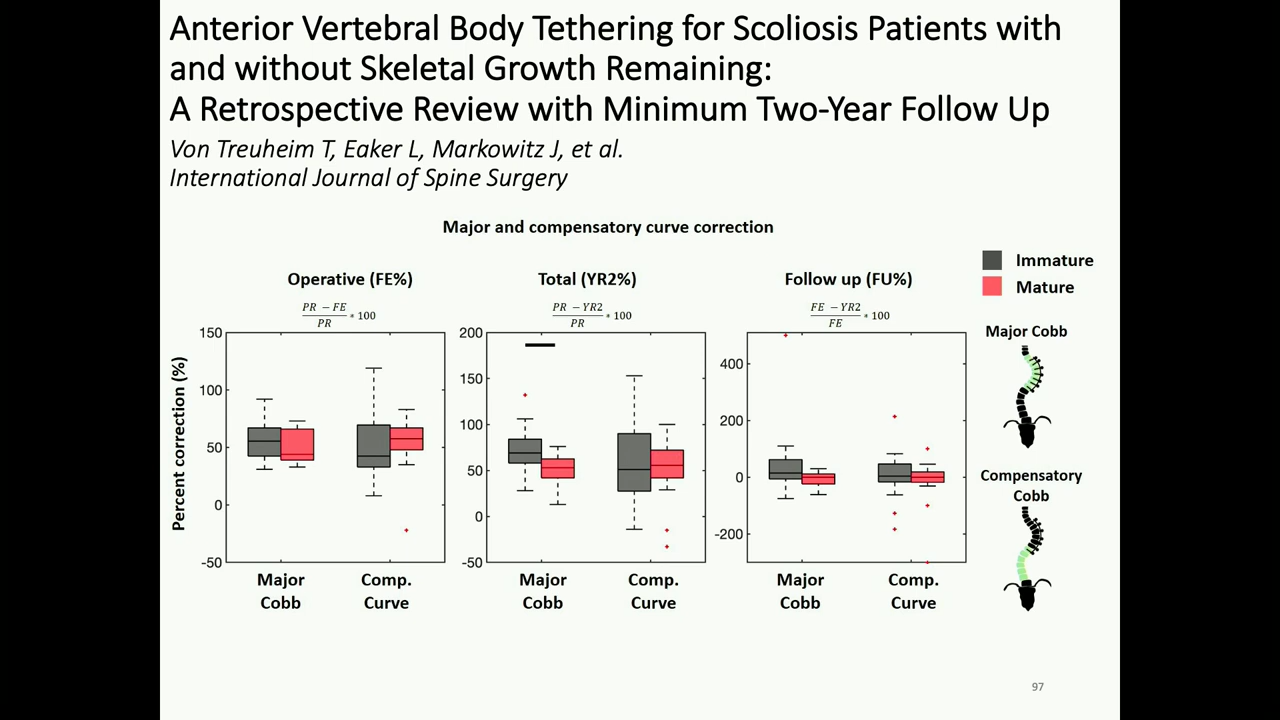 Anterior Vertebral Body Tethering for Scoliosis Patients with
and without Skeletal Growth Remaining:
A Retrospective Review with Minimum Two-Year Follow Up
Von Treuheim T, Eaker L, Markowitz J, et al.
International Journal of Spine Surgery
Major and compensatory curve correction
Operative (FE%)
PR − FE
PR
∗ 100
Percent correction (%)
150
100
50
0
-50
Major
Cobb
Comp.
Curve
Total (YR2%)
PR − YR2
PR
∗ 100
200
150
100
50
0
-50
Major
Cobb
Comp.
Curve
Follow up (FU%)
FE − YR2
FE
∗ 100
400
200
0
-200
Major
Cobb
Comp.
Curve
Immature
Mature
Major Cobb
Compensatory
Cobb
97